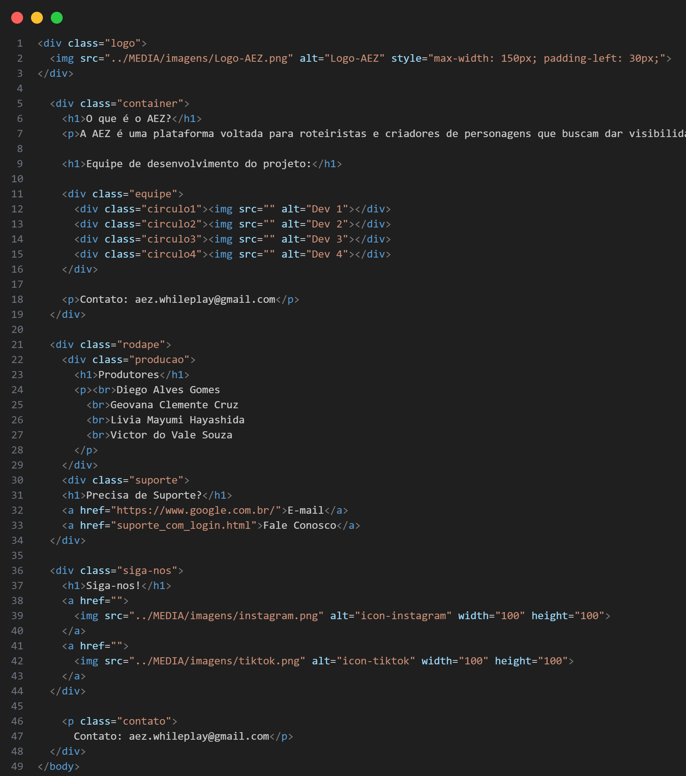 1 <div class="logo">
2   <img src="../MEDIA/imagens/Logo-AEZ.png" alt="Logo-AEZ" style="max-width: 150px; padding-left: 30px;">
3 </div>
4
5   <div class="container">
6     <h1>O que é o AEZ?</h1>
7     <p>A AEZ é uma plataforma voltada para roteiristas e criadores de personagens que buscam dar visibilida
8
9     <h1>Equipe de desenvolvimento do projeto:</h1>
10
11     <div class="equipe">
12       <div class="circulo1"><img src="" alt="Dev 1"></div>
13       <div class="circulo2"><img src="" alt="Dev 2"></div>
14       <div class="circulo3"><img src="" alt="Dev 3"></div>
15       <div class="circulo4"><img src="" alt="Dev 4"></div>
16     </div>
17
18     <p>Contato: aez.whileplay@gmail.com</p>
19   </div>
20
21   <div class="rodape">
22     <div class="producao">
23       <h1>Produtores</h1>
24       <p><br>Diego Alves Gomes
25         <br>Geovana Clemente Cruz
26         <br>Livia Mayumi Hayashida
27         <br>Victor do Vale Souza
28       </p>
29     </div>
30     <div class="suporte">
31     <h1>Precisa de Suporte?</h1>
32     <a href="https://www.google.com.br/">E-mail</a>
33     <a href="suporte_com_login.html">Fale Conosco</a>
34   </div>
35
36   <div class="siga-nos">
37     <h1>Siga-nos!</h1>
38     <a href="">
39       <img src="../MEDIA/imagens/instagram.png" alt="icon-instagram" width="100" height="100">
40     </a>
41     <a href="">
42       <img src="../MEDIA/imagens/tiktok.png" alt="icon-tiktok" width="100" height="100">
43     </a>
44   </div>
45
46     <p class="contato">
47       Contato: aez.whileplay@gmail.com</p>
48   </div>
49 </body>